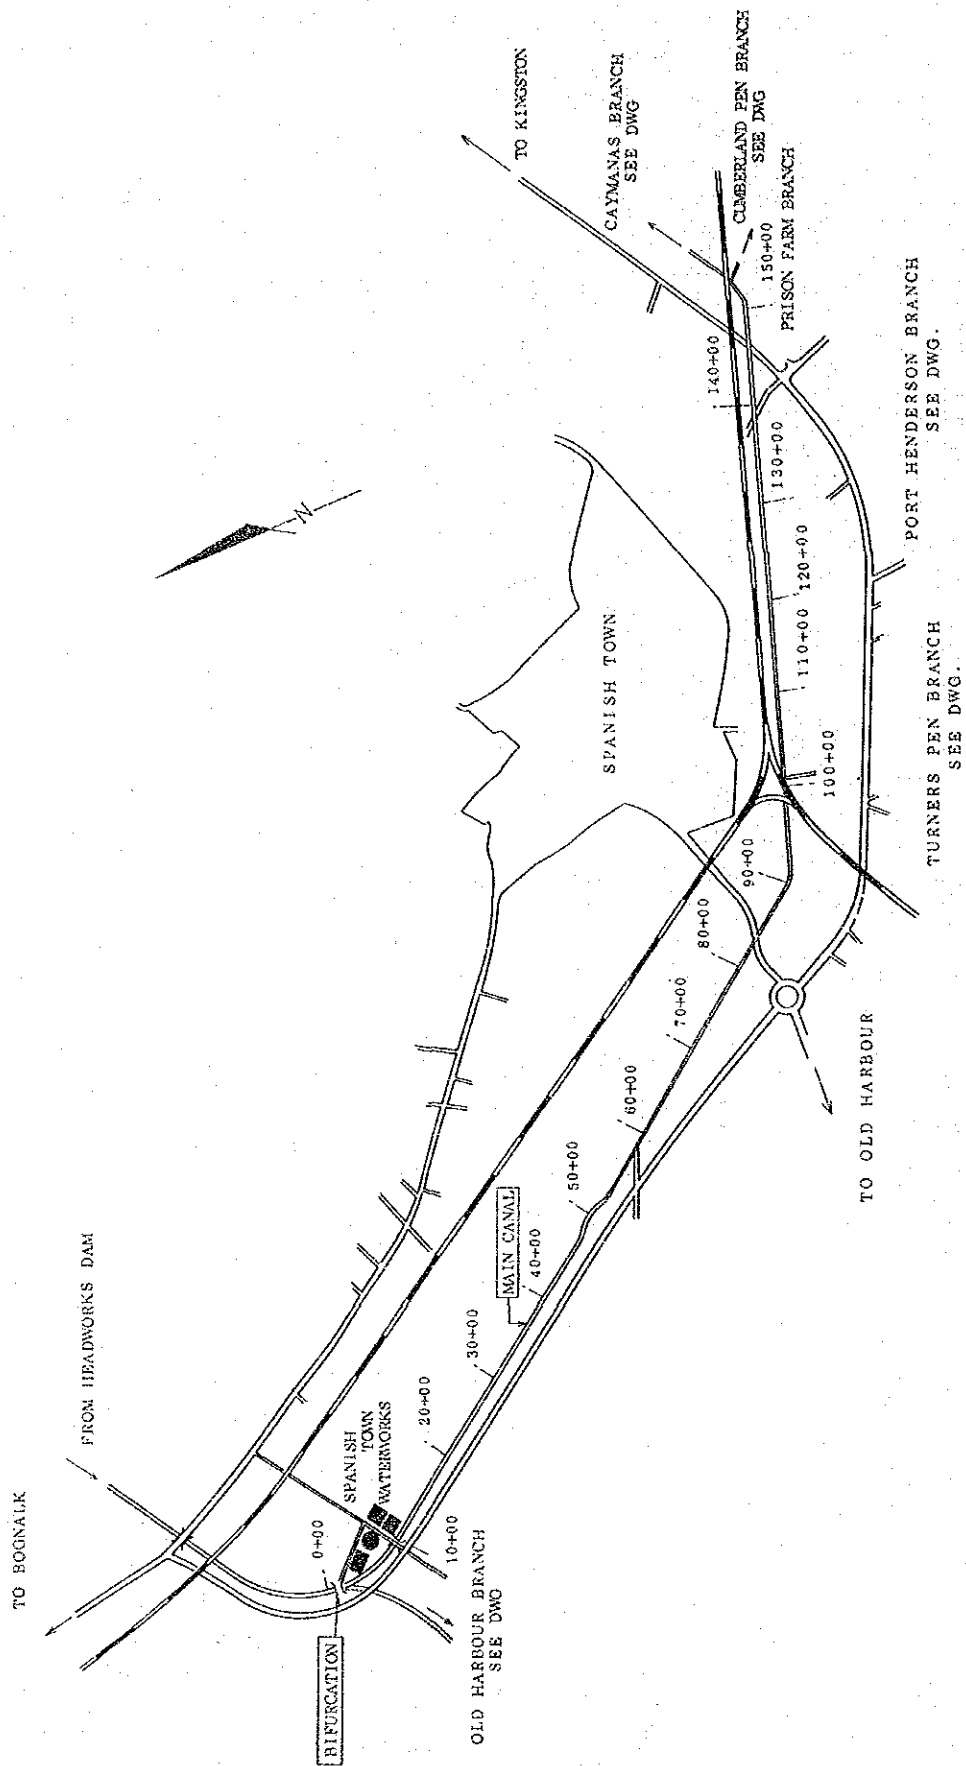 TO BOGNALK
FROM HEADWORKS DAM
BIFURCATION
0+00
SPANISH
TOWN
WATERWORKS
10+00
OLD HARBOUR BRANCH
SEE DWG
20+00
30+00
MAIN CANAL
40+00
50+00
60+00
70+00
80+00
90+00
TO OLD HARBOUR
SPANISH TOWN
N
100+00
110+00
120+00
130+00
140+00
150+00
TURNERS PEN BRANCH
SEE DWG.
PORT HENDERSON BRANCH
SEE DWG.
PRISON FARM BRANCH
CUMBERLAND PEN BRANCH
SEE DWG
CAYMANAS BRANCH
SEE DWG
TO KINGSTON